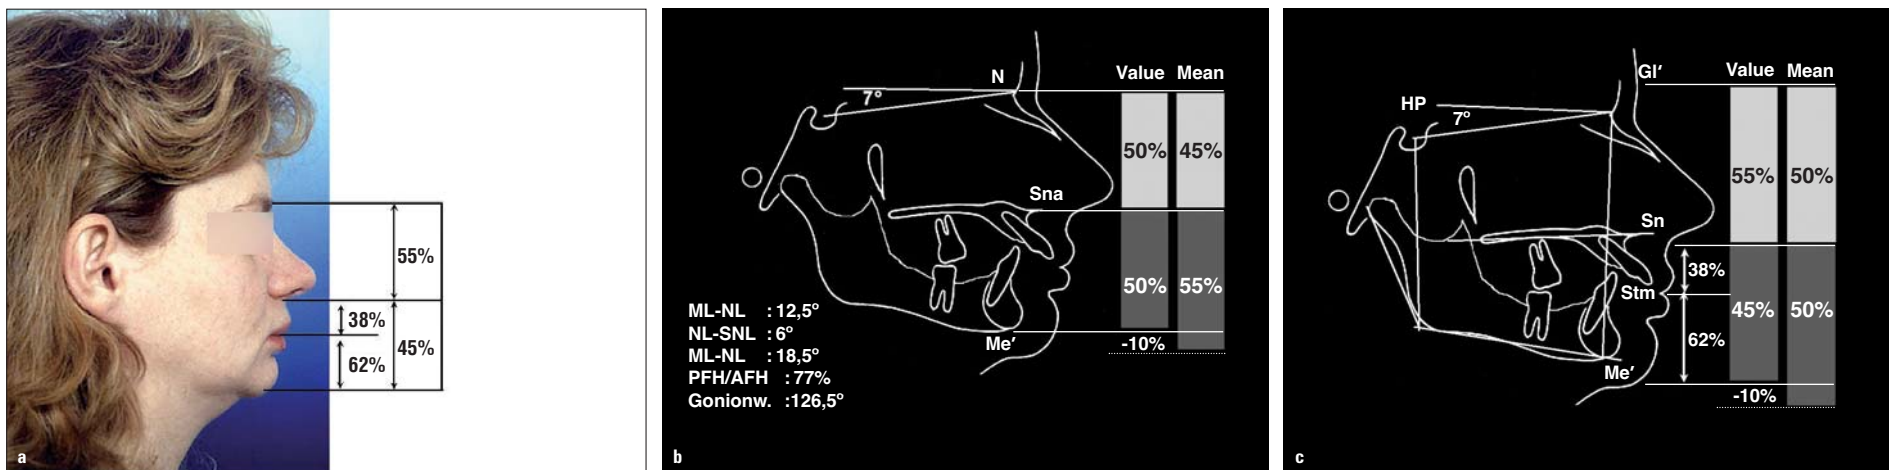 55%
38%
62%
45%
a
N
Value Mean
7°
50% 45%
Sna
50% 55%
ML-NL : 12,5°
NL-SNL : 6°
ML-NL : 18,5°
PFH/AFH : 77%
Gonionw. :126,5°
Me′
-10%
b
Gl′
Value Mean
HP
7°
55% 50%
Sn
38%
Stm
45% 50%
62%
Me′
-10%
c